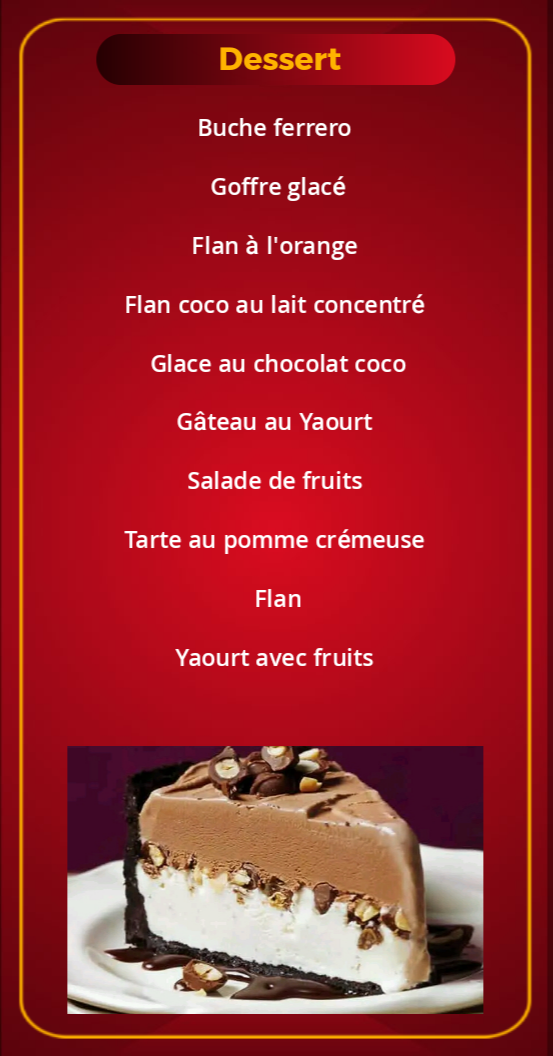 Dessert
Buche ferrero
Goffre glacé
Flan à l'orange
Flan coco au lait concentré
Glace au chocolat coco
Gâteau au Yaourt
Salade de fruits
Tarte au pomme crémeuse
Flan
Yaourt avec fruits